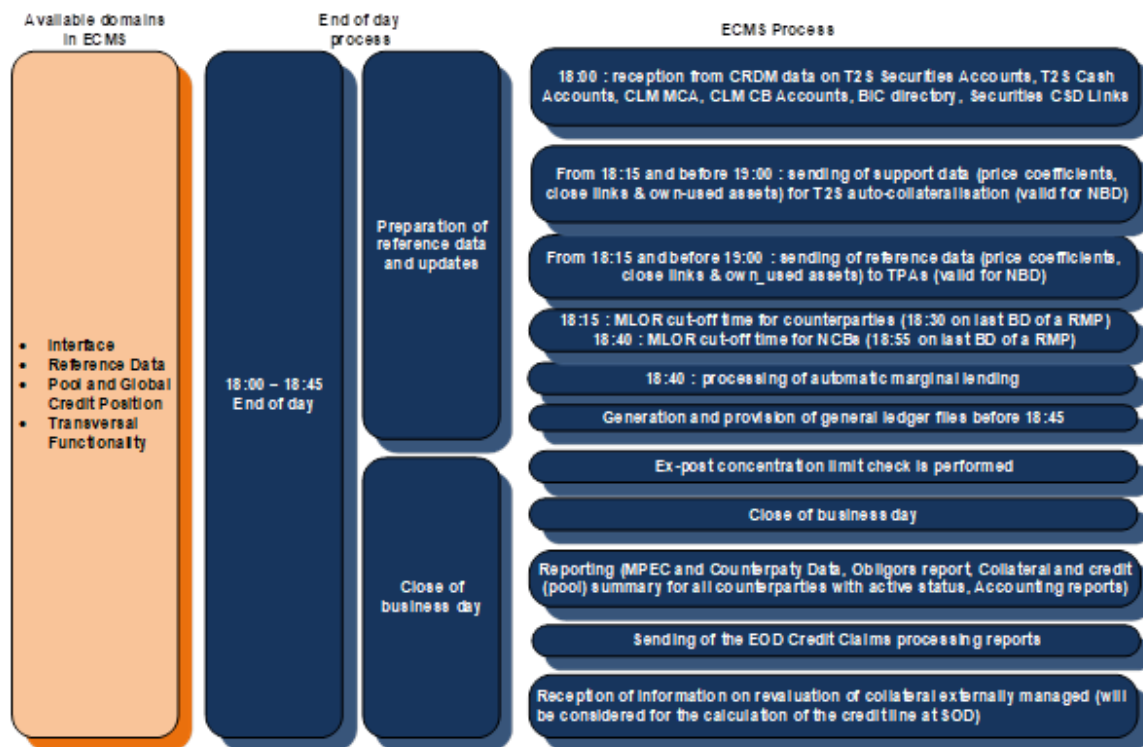 Available domains
in ECMS
End of day
process
ECMS Process
• Interface
• Reference Data
• Pool and Global
Credit Position
• Transversal
Functionality
18:00 – 18:45
End of day
Preparation of
reference data
and updates
Close of
business day
18:00 : reception from CRDM data on T2S Securities Accounts, T2S Cash
Accounts, CLM MCA, CLM CB Accounts, BIC directory, Securities CSD Links
From 18:15 and before 19:00 : sending of support data (price coefficients,
close links & own-used assets) for T2S auto-collateralisation (valid for NBD)
From 18:15 and before 19:00 : sending of reference data (price coefficients,
close links & own_used assets) to TPAs (valid for NBD)
18:15 : MLOR cut-off time for counterparties (18:30 on last BD of a RMP)
18:40 : MLOR cut-off time for NCBs (18:55 on last BD of a RMP)
18:40 : processing of automatic marginal lending
Generation and provision of general ledger files before 18:45
Ex-post concentration limit check is performed
Close of business day
Reporting (MPEC and Counterpaty Data, Obligors report, Collateral and credit
(pool) summary for all counterparties with active status, Accounting reports)
Sending of the EOD Credit Claims processing reports
Reception of information on revaluation of collateral externally managed (will
be considered for the calculation of the credit line at SOD)